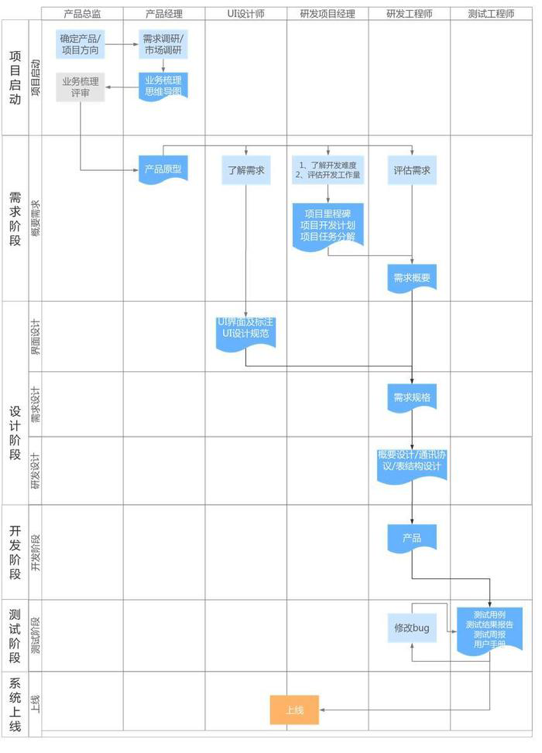 产品总监
产品经理
UI设计师
研发项目经理
研发工程师
测试工程师
项目启动
项目启动
确定产品/
项目方向
需求调研/
市场调研
业务梳理
评审
业务梳理
思维导图
需求阶段
概要需求
产品原型
了解需求
1、了解开发难度
2、评估开发工作量
评估需求
项目里程碑
项目开发计划
项目任务分解
需求概要
设计阶段
界面设计
UI界面及标注
UI设计规范
需求设计
需求规格
研发设计
概要设计/通讯协
议/表结构设计
开发阶段
开发阶段
产品
测试阶段
测试阶段
修改bug
测试用例
测试结果报告
测试周报
用户手册
系统上线
上线
上线